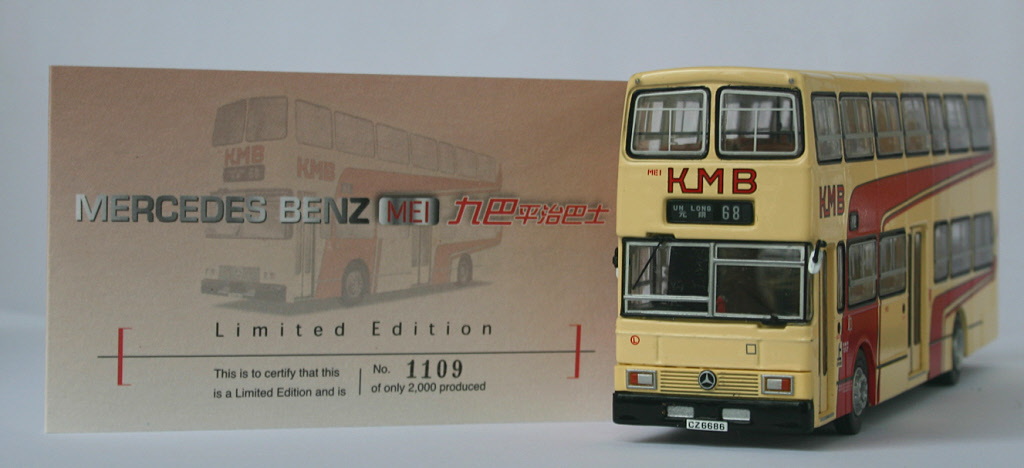 KMB
KMB
MERCEDES BENZ MEI 九巴平治巴士
Limited Edition
This is to certify that this
is a Limited Edition and is
No. 1109
of only 2,000 produced
MEI KMB
KMB
UN LONG
元朗 68
L
CZ6686